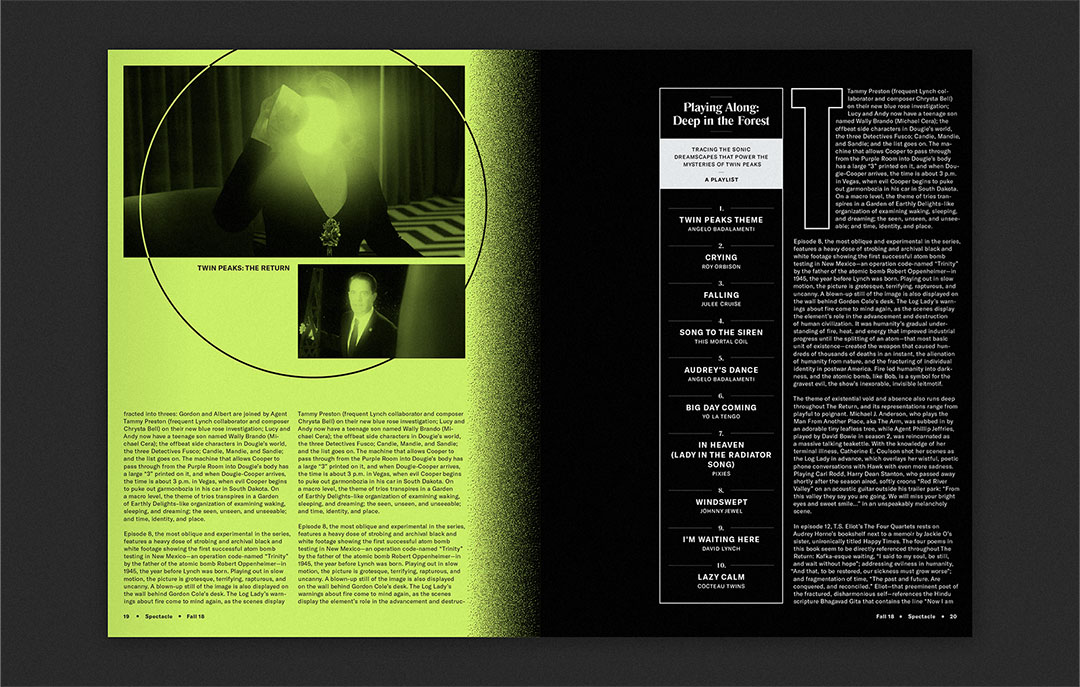 TWIN PEAKS: THE RETURN
fracted into threes: Gordon and Albert are joined by Agent
Tammy Preston (frequent Lynch collaborator and composer
Chrysta Bell) on their new blue rose investigation; Lucy and
Andy now have a teenage son named Wally Brando (Mi-
chael Cera); the offbeat side characters in Dougie's world,
the three Detectives Fusco; Candie, Mandie, and Sandie;
and the list goes on. The machine that allows Cooper to
pass through from the Purple Room into Dougie's body has
a large "3" printed on it, and when Dougie-Cooper arrives,
the time is about 3 p.m. in Vegas, when evil Cooper begins
to puke out garmonbozia in his car in South Dakota. On
a macro level, the theme of trios transpires in a Garden
of Earthly Delights–like organization of examining waking,
sleeping, and dreaming; the seen, unseen, and unseeable;
and time, identity, and place.
Episode 8, the most oblique and experimental in the series,
features a heavy dose of strobing and archival black and
white footage showing the first successful atom bomb
testing in New Mexico—an operation code-named "Trinity"
by the father of the atomic bomb Robert Oppenheimer—in
1945, the year before Lynch was born. Playing out in slow
motion, the picture is grotesque, terrifying, rapturous, and
uncanny. A blown-up still of the image is also displayed on
the wall behind Gordon Cole's desk. The Log Lady's warn-
ings about fire come to mind again, as the scenes display
Tammy Preston (frequent Lynch collaborator and composer
Chrysta Bell) on their new blue rose investigation; Lucy and
Andy now have a teenage son named Wally Brando (Mi-
chael Cera); the offbeat side characters in Dougie's world,
the three Detectives Fusco; Candie, Mandie, and Sandie;
and the list goes on. The machine that allows Cooper to
pass through from the Purple Room into Dougie's body has
a large "3" printed on it, and when Dougie-Cooper arrives,
the time is about 3 p.m. in Vegas, when evil Cooper begins
to puke out garmonbozia in his car in South Dakota. On
a macro level, the theme of trios transpires in a Garden
of Earthly Delights–like organization of examining waking,
sleeping, and dreaming; the seen, unseen, and unseeable;
and time, identity, and place.
Episode 8, the most oblique and experimental in the series,
features a heavy dose of strobing and archival black and
white footage showing the first successful atom bomb
testing in New Mexico—an operation code-named "Trinity"
by the father of the atomic bomb Robert Oppenheimer—in
1945, the year before Lynch was born. Playing out in slow
motion, the picture is grotesque, terrifying, rapturous, and
uncanny. A blown-up still of the image is also displayed
on the wall behind Gordon Cole's desk. The Log Lady's
warnings about fire come to mind again, as the scenes
display the element's role in the advancement and destruc-
19 • Spectacle • Fall 18
Playing Along:
Deep in the Forest
TRACING THE SONIC
DREAMSCAPES THAT POWER THE
MYSTERIES OF TWIN PEAKS
A PLAYLIST
1.
TWIN PEAKS THEME
ANGELO BADALAMENTI
2.
CRYING
ROY ORBISON
3.
FALLING
JULEE CRUISE
4.
SONG TO THE SIREN
THIS MORTAL COIL
5.
AUDREY'S DANCE
ANGELO BADALAMENTI
6.
BIG DAY COMING
YO LA TENGO
7.
IN HEAVEN
(LADY IN THE RADIATOR
SONG)
PIXIES
8.
WINDSWEPT
JOHNNY JEWEL
9.
I'M WAITING HERE
DAVID LYNCH
10.
LAZY CALM
COCTEAU TWINS
T
Tammy Preston (frequent Lynch col-
laborator and composer Chrysta Bell)
on their new blue rose investigation;
Lucy and Andy now have a teenage son
named Wally Brando (Michael Cera); the
offbeat side characters in Dougie's world,
the three Detectives Fusco; Candie, Mandie,
and Sandie; and the list goes on. The ma-
chine that allows Cooper to pass through
from the Purple Room into Dougie's body
has a large "3" printed on it, and when Dou-
gie-Cooper arrives, the time is about 3 p.m.
in Vegas, when evil Cooper begins to puke
out garmonbozia in his car in South Dakota.
On a macro level, the theme of trios tran-
spires in a Garden of Earthly Delights–like
organization of examining waking, sleeping,
and dreaming; the seen, unseen, and unsee-
able; and time, identity, and place.
Episode 8, the most oblique and experimental in the series,
features a heavy dose of strobing and archival black and
white footage showing the first successful atom bomb
testing in New Mexico—an operation code-named "Trinity"
by the father of the atomic bomb Robert Oppenheimer—in
1945, the year before Lynch was born. Playing out in slow
motion, the picture is grotesque, terrifying, rapturous, and
uncanny. A blown-up still of the image is also displayed on
the wall behind Gordon Cole's desk. The Log Lady's warn-
ings about fire come to mind again, as the scenes display
the element's role in the advancement and destruction
of human civilization. It was humanity's gradual under-
standing of fire, heat, and energy that improved industrial
progress until the splitting of an atom—that most basic
unit of existence—created the weapon that caused hun-
dreds of thousands of deaths in an instant, the alienation
of humanity from nature, and the fracturing of individual
identity in postwar America. Fire led humanity into dark-
ness, and the atomic bomb, like Bob, is a symbol for the
gravest evil, the show's inexorable, invisible leitmotif.
The theme of existential void and absence also runs deep
throughout The Return, and its representations range from
playful to poignant. Michael J. Anderson, who plays the
Man From Another Place, aka The Arm, was subbed in by
an adorable tiny leafless tree, while Agent Phillip Jeffries,
played by David Bowie in season 2, was reincarnated as
a massive talking teakettle. With the knowledge of her
terminal illness, Catherine E. Coulson shot her scenes as
the Log Lady in advance, which overlays her wistful, poetic
phone conversations with Hawk with even more sadness.
Playing Carl Rodd, Harry Dean Stanton, who passed away
shortly after the season aired, softly croons "Red River
Valley" on an acoustic guitar outside his trailer park: "From
this valley they say you are going. We will miss your bright
eyes and sweet smile..." in an unspeakably melancholy
scene.
In episode 12, T.S. Eliot's The Four Quartets rests on
Audrey Horne's bookshelf next to a memoir by Jackie O's
sister, unironically titled Happy Times. The four poems in
this book seem to be directly referenced throughout The
Return: Kafka-esque waiting, "I said to my soul, be still,
and wait without hope"; addressing evilness in humanity,
"And that, to be restored, our sickness must grow worse";
and fragmentation of time, "The past and future. Are
conquered, and reconciled." Eliot—that preeminent poet of
the fractured, disharmonious self—references the Hindu
scripture Bhagavad Gita that contains the line "Now I am
Fall 18 • Spectacle • 20